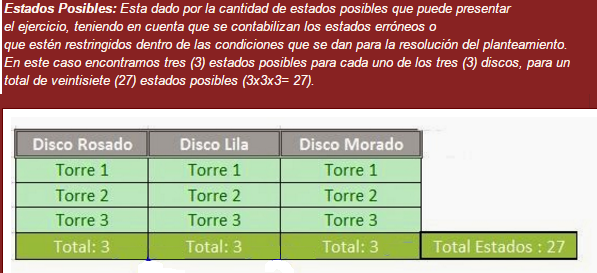 Estados Posibles: Esta dado por la cantidad de estados posibles que puede presentar
el ejercicio, teniendo en cuenta que se contabilizan los estados erróneos o
que estén restringidos dentro de las condiciones que se dan para la resolución del planteamiento.
En este caso encontramos tres (3) estados posibles para cada uno de los tres (3) discos, para un
total de veintisiete (27) estados posibles (3x3x3= 27).
Disco Rosado Disco Lila Disco Morado
Torre 1 Torre 1 Torre 1
Torre 2 Torre 2 Torre 2
Torre 3 Torre 3 Torre 3
Total: 3 Total: 3 Total: 3 Total Estados : 27